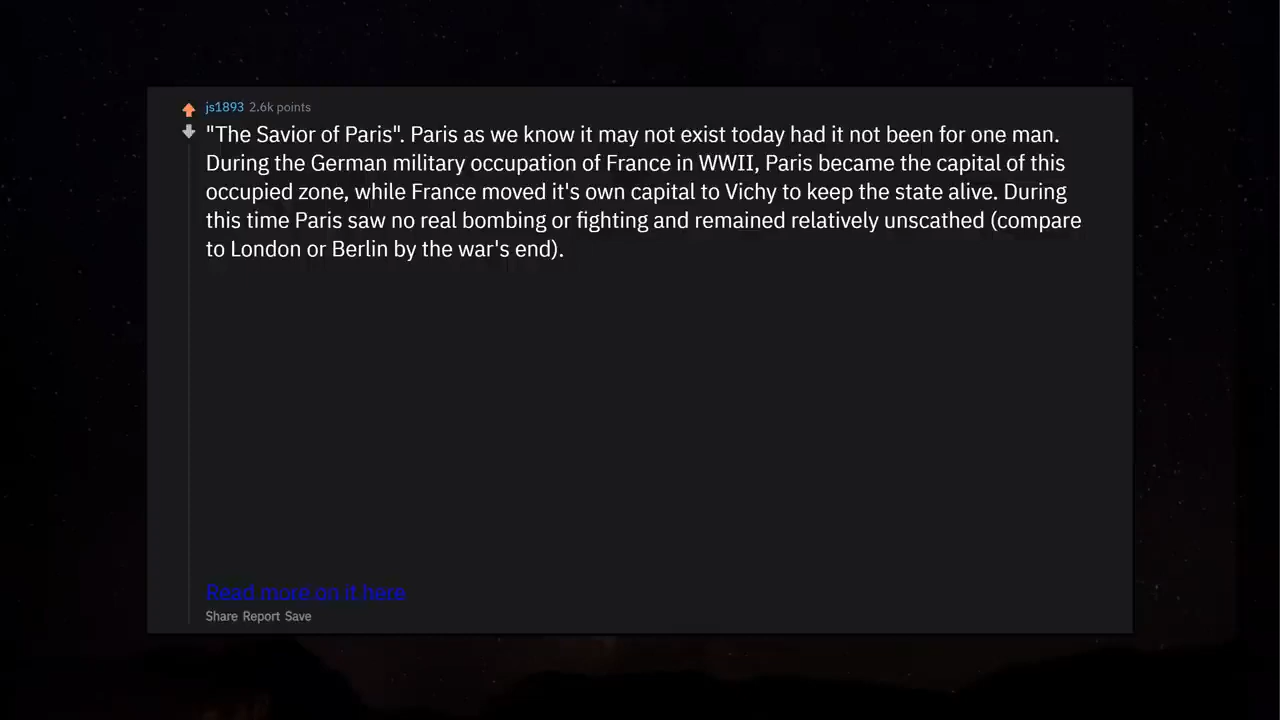 js1893 2.6k points
"The Savior of Paris". Paris as we know it may not exist today had it not been for one man.
During the German military occupation of France in WWII, Paris became the capital of this
occupied zone, while France moved it's own capital to Vichy to keep the state alive. During
this time Paris saw no real bombing or fighting and remained relatively unscathed (compare
to London or Berlin by the war's end).
Read more on it here
Share Report Save